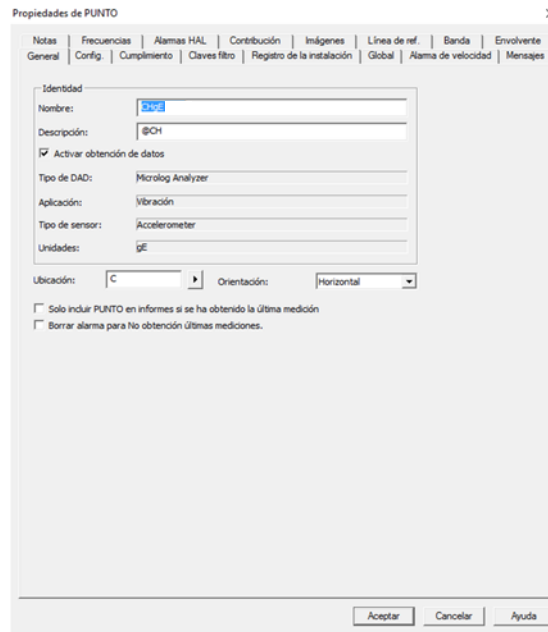 Propiedades de PUNTO
Notas Frecuencias Alarmas HAL Contribución Imágenes Línea de ref. Banda Envolvente
General Config. Cumplimiento Claves filtro Registro de la instalación Global Alarma de velocidad Mensajes
Identidad
Nombre: CHgE
Descripción: @CH
Activar obtención de datos
Tipo de DAD: Microlog Analyzer
Aplicación: Vibración
Tipo de sensor: Accelerometer
Unidades: gE
Ubicación: C Orientación: Horizontal
Solo incluir PUNTO en informes si se ha obtenido la última medición
Borrar alarma para No obtención últimas mediciones.
Aceptar Cancelar Ayuda